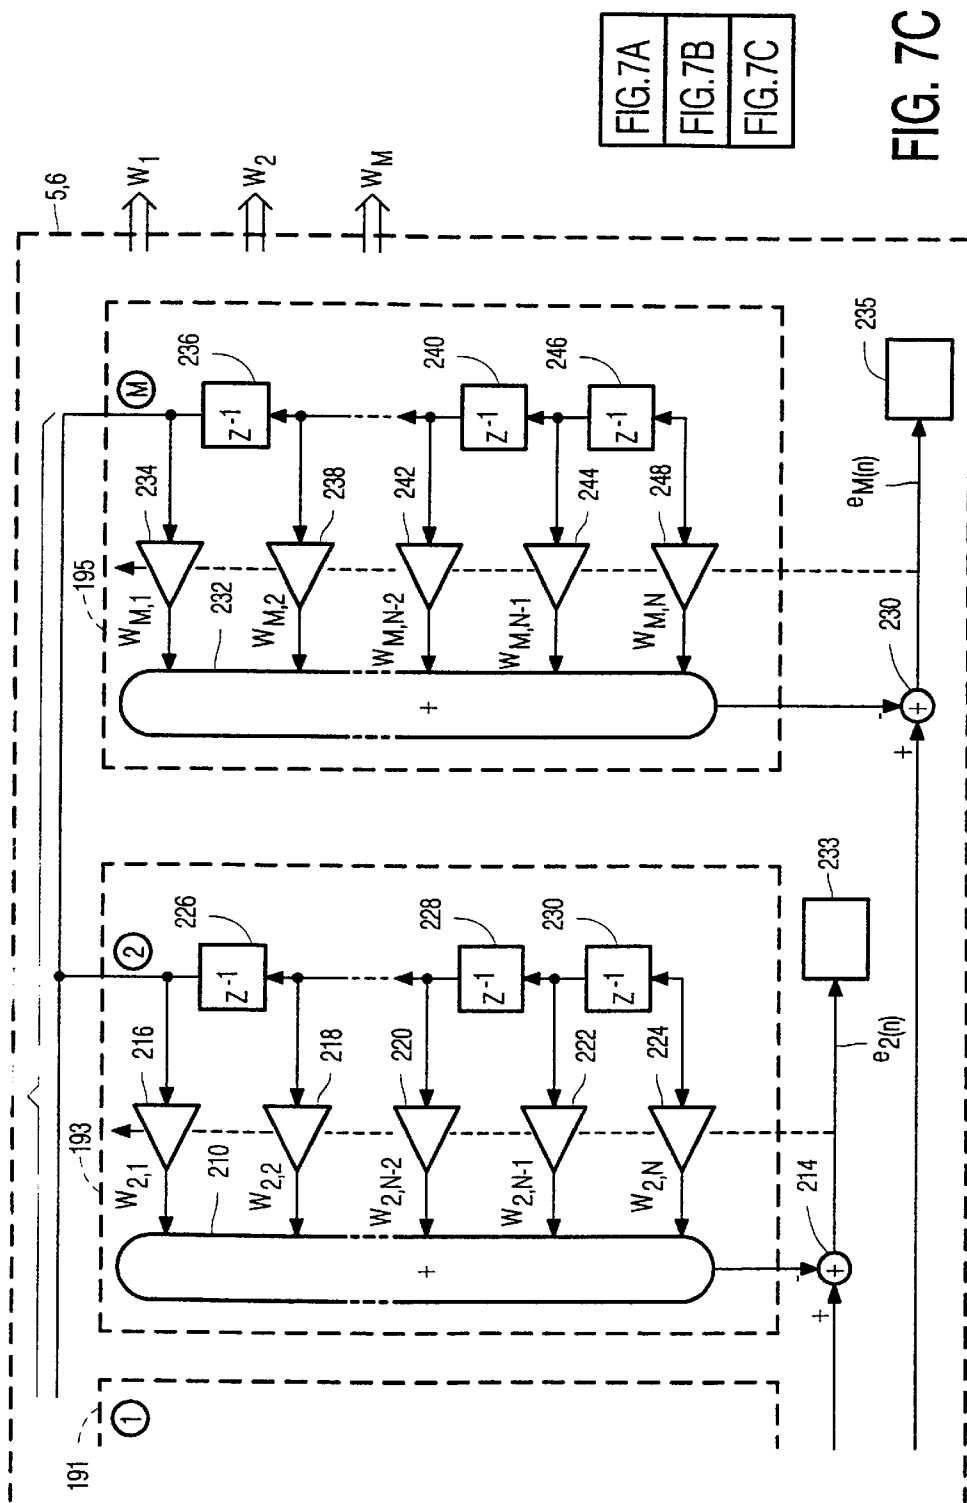 5,6
W1
W2
WM
FIG.7A
FIG.7B
FIG.7C
FIG. 7C
191
1
193
2
216
226
W2,1
210
Z-1
W2,2
218
W2,N-2
220
228
Z-1
W2,N-1
222
230
Z-1
W2,N
224
+
-
+
+
214
e2(n)
233
195
M
234
236
WM,1
232
Z-1
WM,2
238
WM,N-2
242
240
Z-1
WM,N-1
244
246
Z-1
WM,N
248
+
-
+
+
230
eM(n)
235